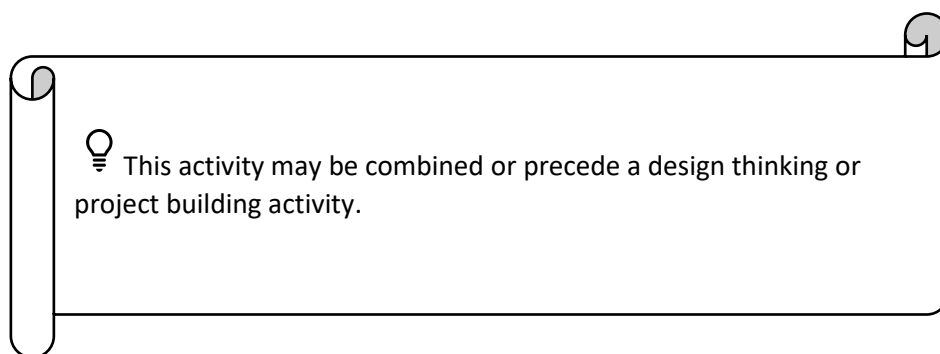 This activity may be combined or precede a design thinking or
project building activity.